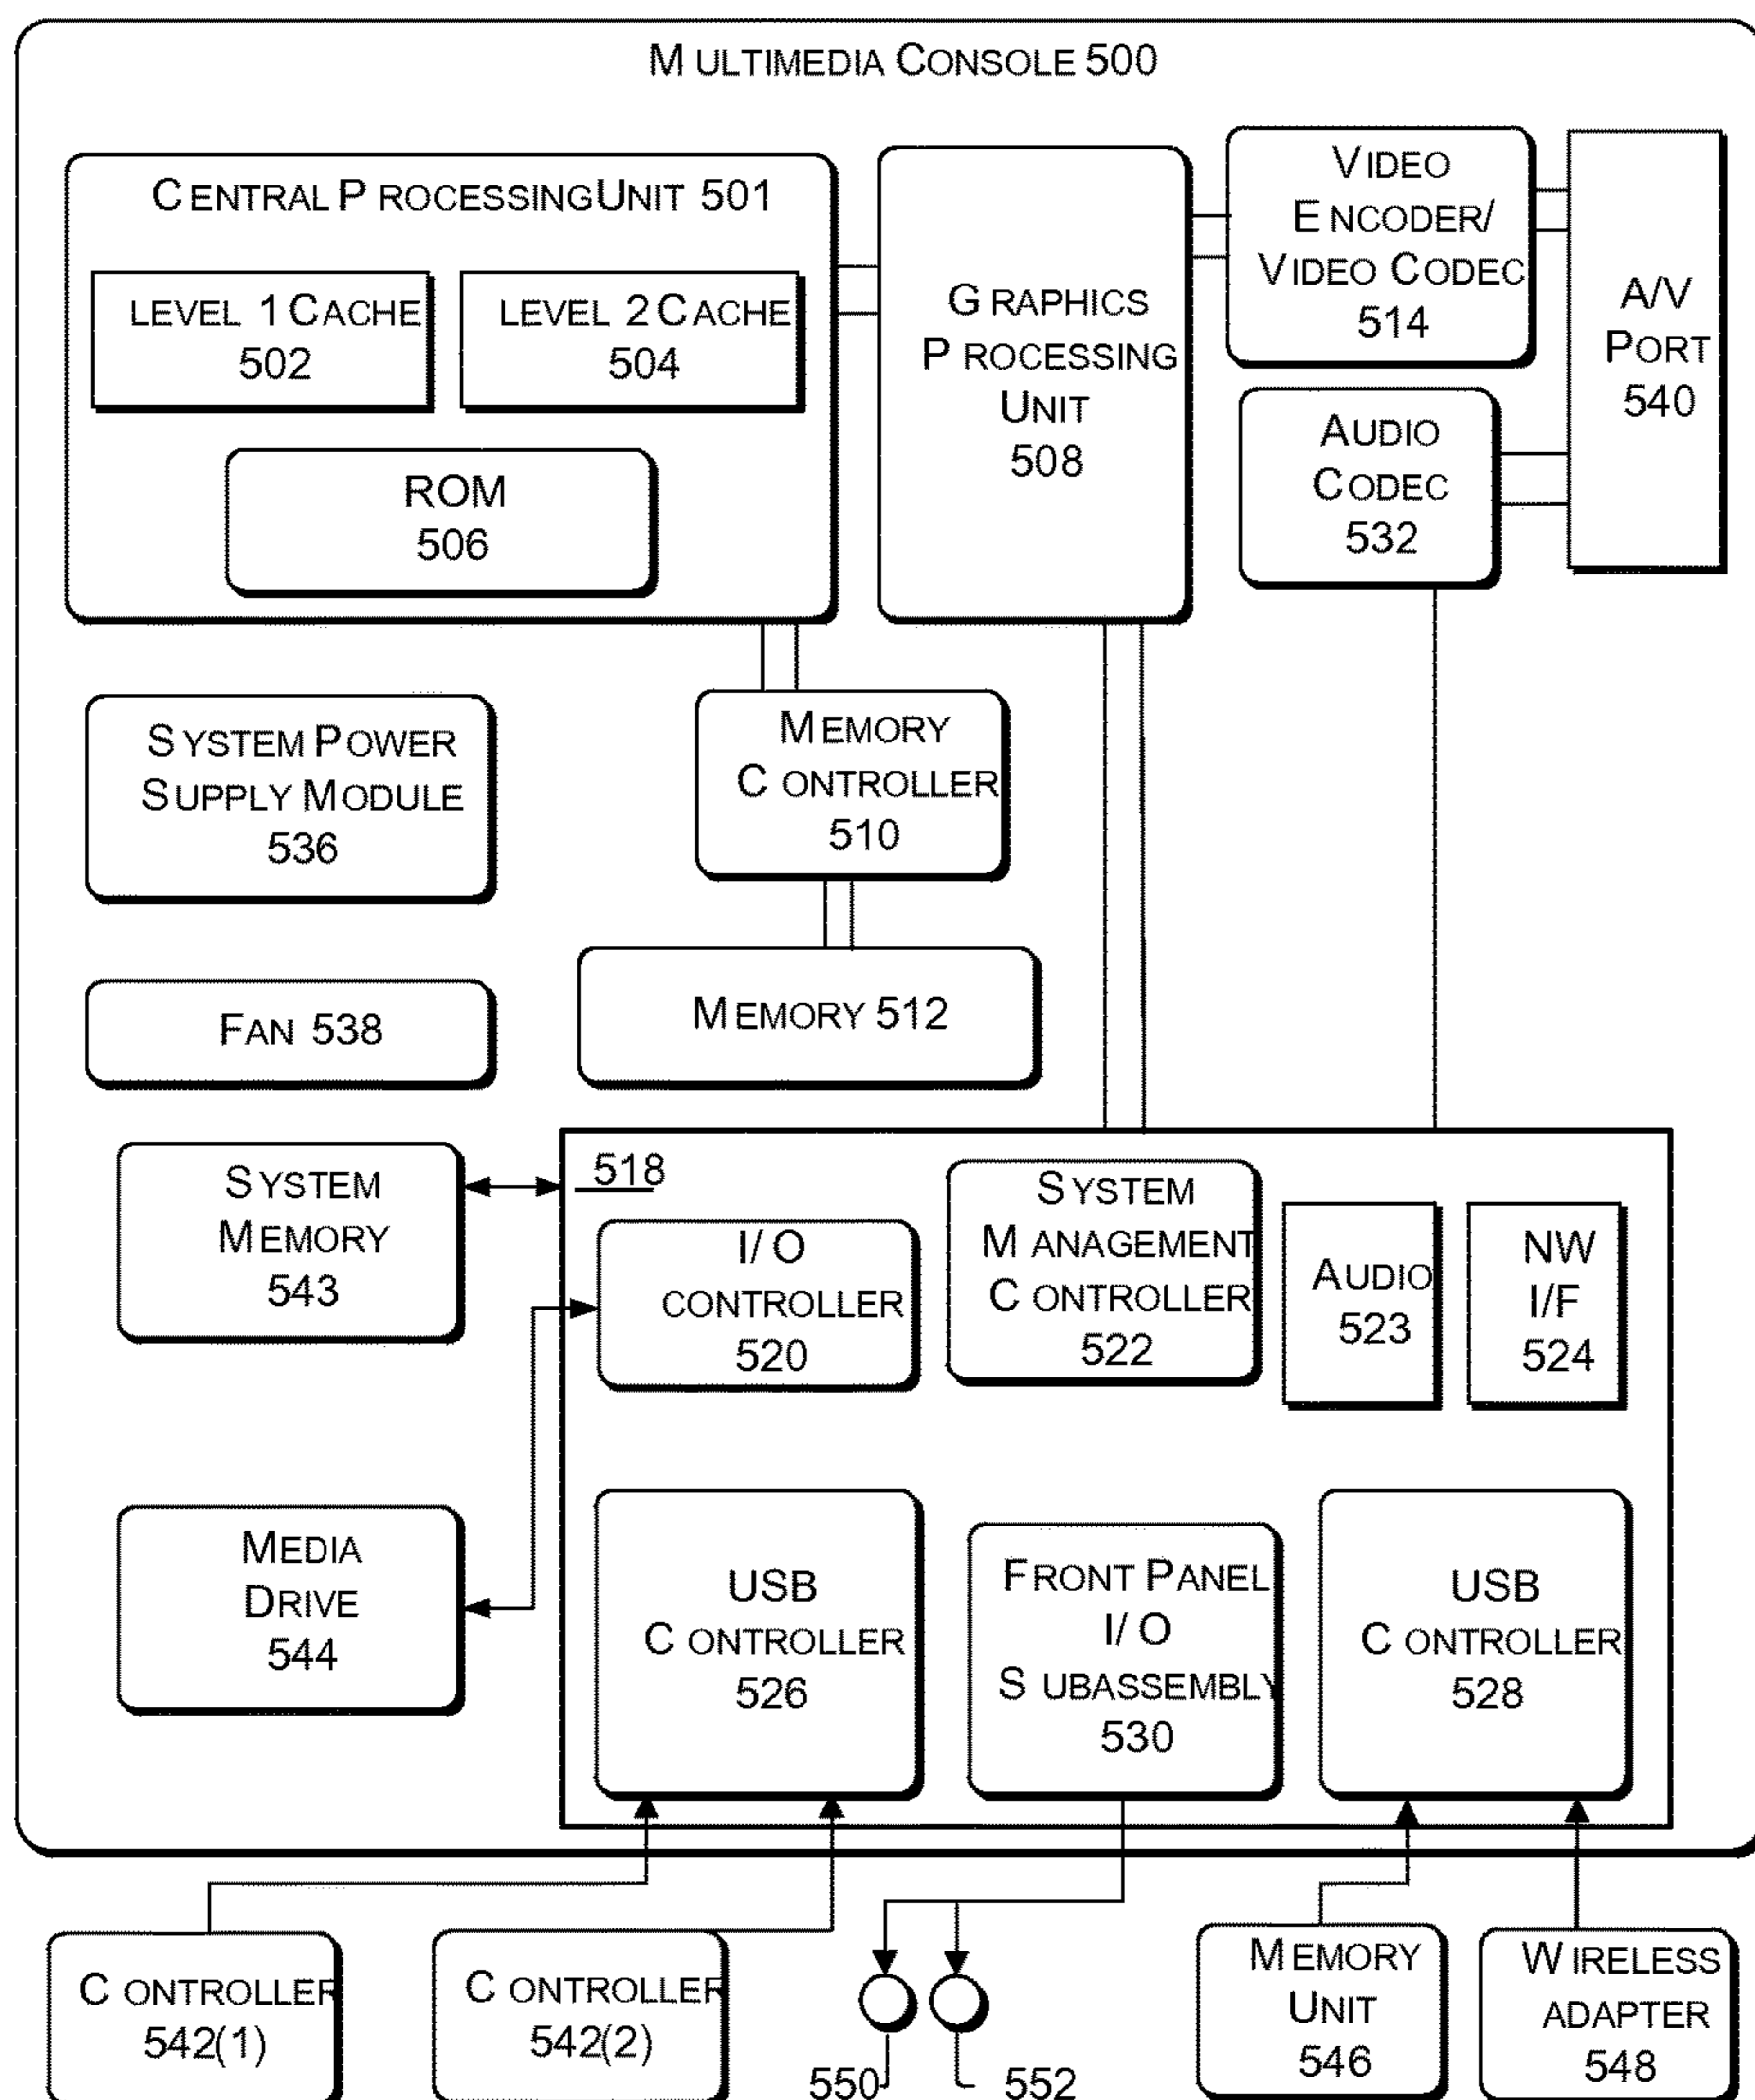 MULTIMEDIA CONSOLE 500
CENTRAL PROCESSING UNIT 501
LEVEL 1 CACHE
502
LEVEL 2 CACHE
504
ROM
506
GRAPHICS
PROCESSING
UNIT
508
VIDEO
ENCODER/
VIDEO CODEC
514
AUDIO
CODEC
532
A/V
PORT
540
SYSTEM POWER
SUPPLY MODULE
536
MEMORY
CONTROLLER
510
FAN 538
MEMORY 512
SYSTEM
MEMORY
543
518
I/O
CONTROLLER
520
SYSTEM
MANAGEMENT
CONTROLLER
522
AUDIO
523
NW
I/F
524
MEDIA
DRIVE
544
USB
CONTROLLER
526
FRONT PANEL
I/O
SUBASSEMBLY
530
USB
CONTROLLER
528
CONTROLLER
542(1)
CONTROLLER
542(2)
550
552
MEMORY
UNIT
546
WIRELESS
ADAPTER
548